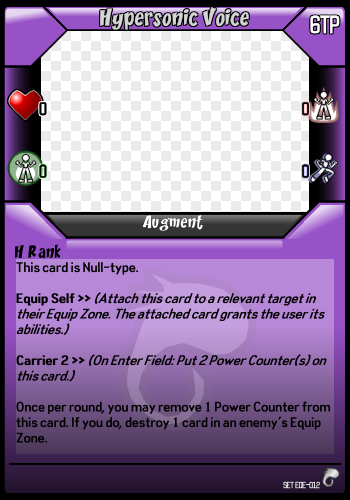 Hypersonic Voice
6TP
0
0
0
0
Augment
H Rank
This card is Null-type.
Equip Self >> (Attach this card to a relevant target in
their Equip Zone. The attached card grants the user its
abilities.)
Carrier 2 >> (On Enter Field: Put 2 Power Counter(s) on
this card.)
Once per round, you may remove 1 Power Counter from
this card. If you do, destroy 1 card in an enemy's Equip
Zone.
SET EDE-012